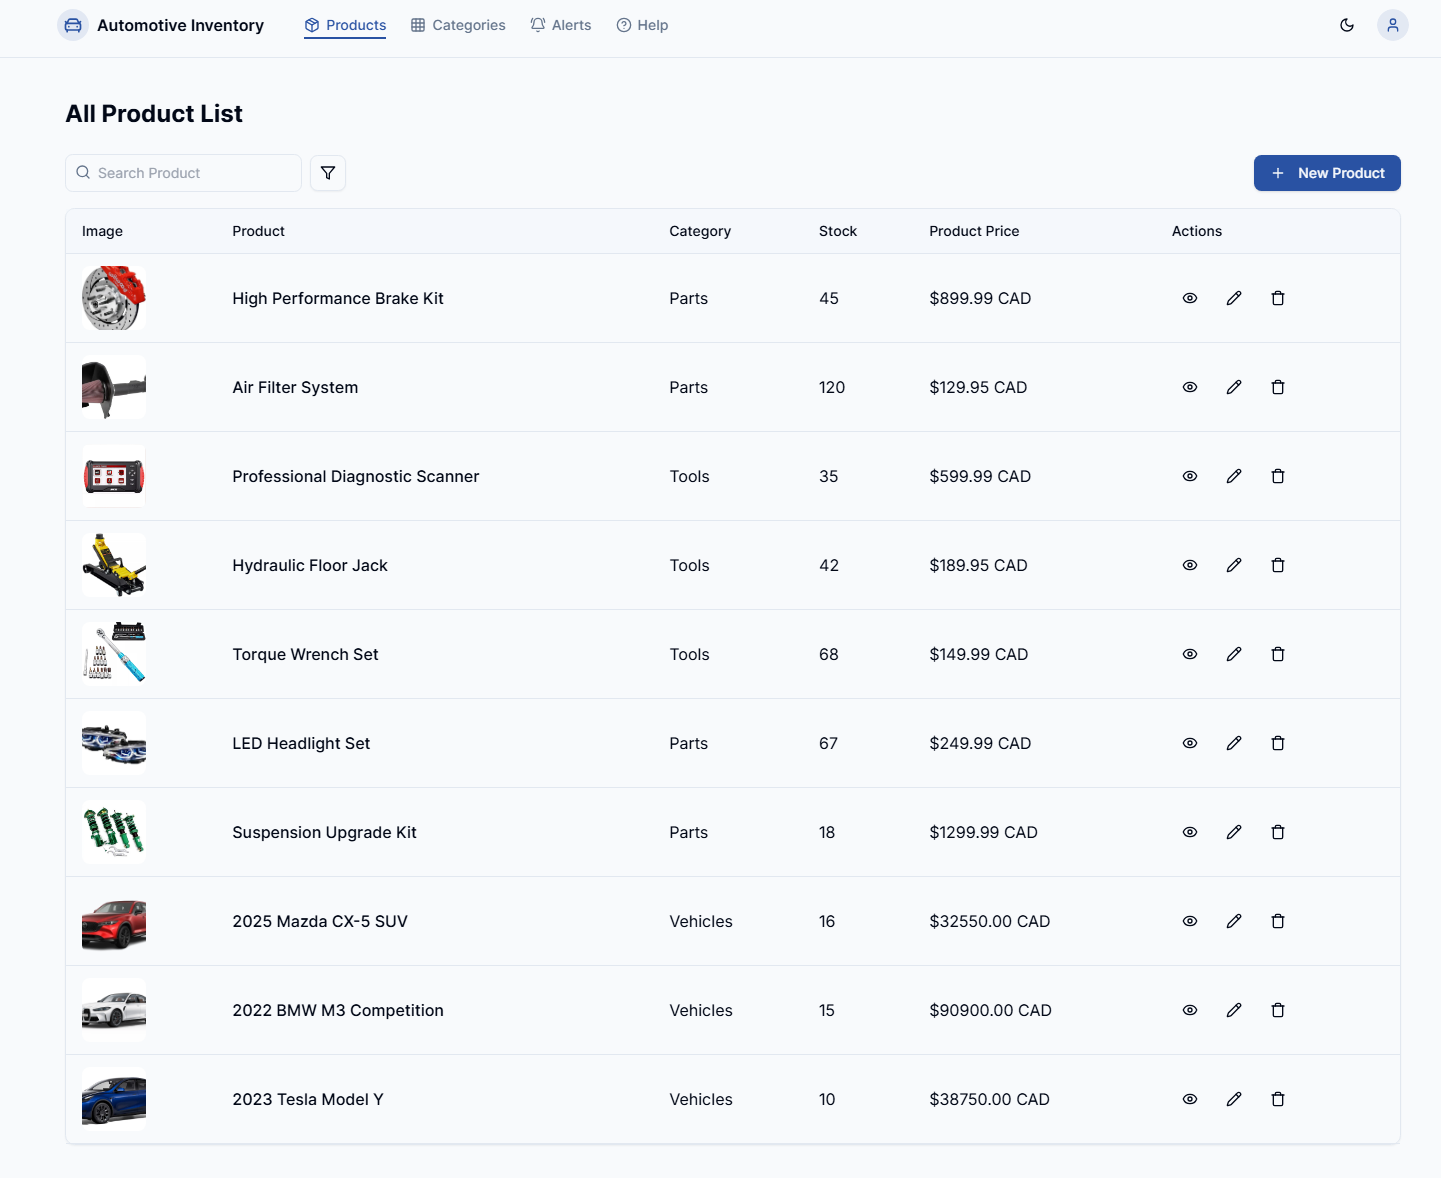 Automotive Inventory Products Categories Alerts Help
All Product List
Search Product New Product
Image Product Category Stock Product Price Actions
High Performance Brake Kit Parts 45 $899.99 CAD
Air Filter System Parts 120 $129.95 CAD
Professional Diagnostic Scanner Tools 35 $599.99 CAD
Hydraulic Floor Jack Tools 42 $189.95 CAD
Torque Wrench Set Tools 68 $149.99 CAD
LED Headlight Set Parts 67 $249.99 CAD
Suspension Upgrade Kit Parts 18 $1299.99 CAD
2025 Mazda CX-5 SUV Vehicles 16 $32550.00 CAD
2022 BMW M3 Competition Vehicles 15 $90900.00 CAD
2023 Tesla Model Y Vehicles 10 $38750.00 CAD